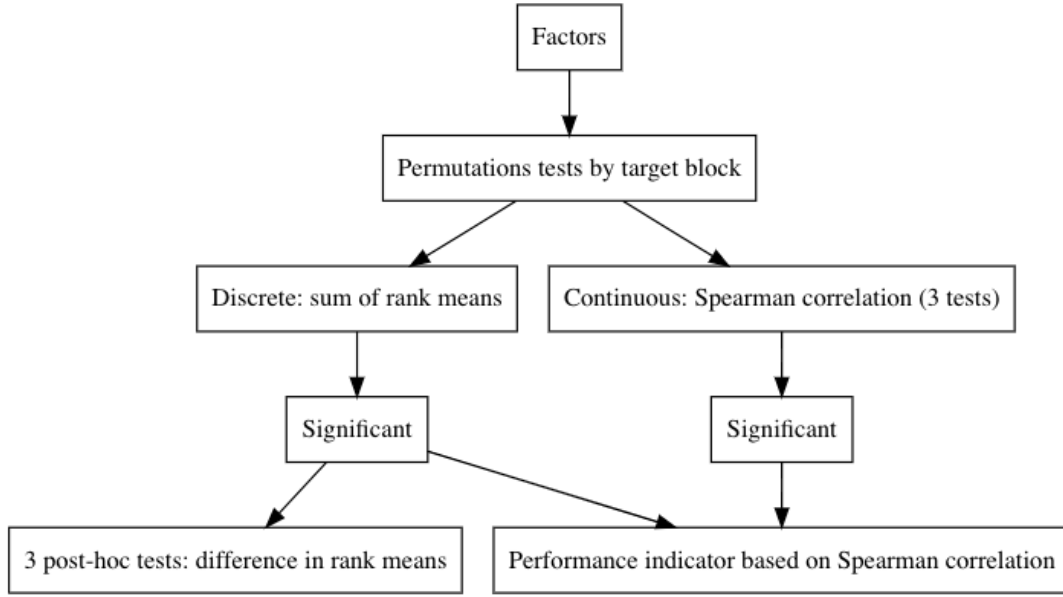 Factors
Permutations tests by target block
Discrete: sum of rank means
Continuous: Spearman correlation (3 tests)
Significant
Significant
3 post-hoc tests: difference in rank means
Performance indicator based on Spearman correlation